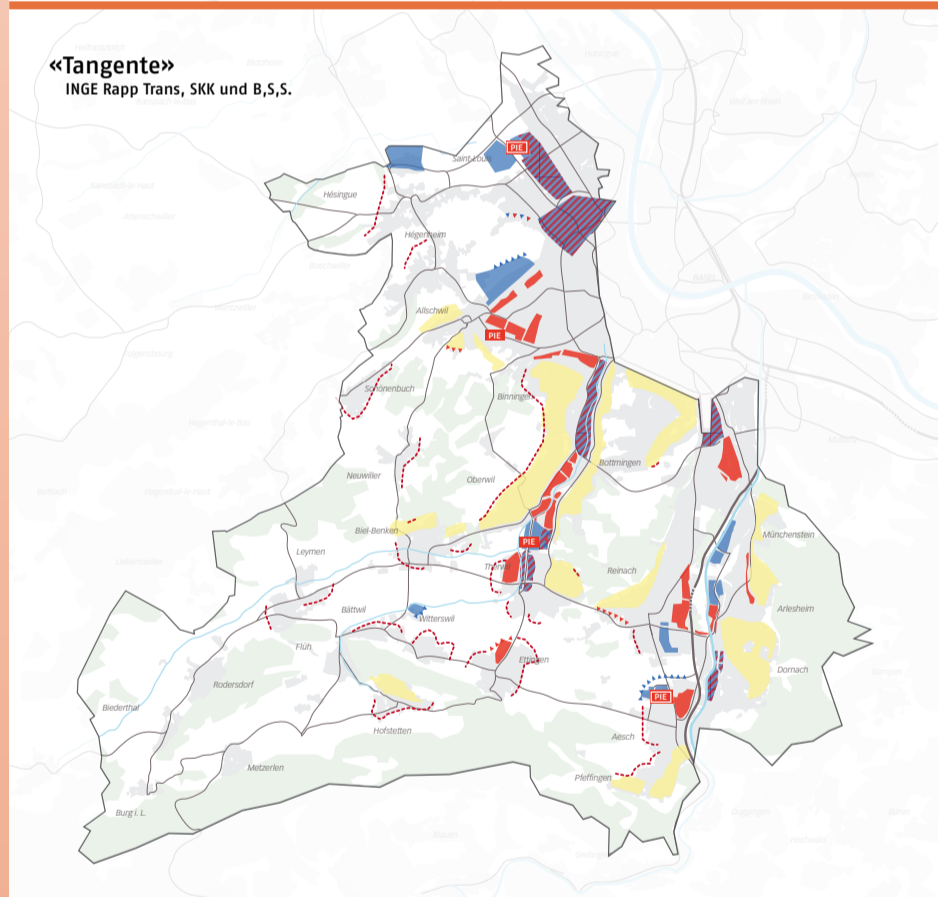 «Tangente»
INGE Rapp Trans, SKK und B,S,S.
PIE
Saint-Louis
Hésingue
Hégenheim
Allschwil
PIE
Schönenbuch
Binningen
Bottmingen
Neuwiller
Oberwil
Biel-Benken
Münchenstein
PIE
Leymen
Therwil
Reinach
Bättwil
Arlesheim
Witterswil
Flüh
Ettingen
Dornach
Rodersdorf
PIE
Biederthal
Hofstetten
Aesch
Metzerlen
Pfeffingen
Burg i. L.